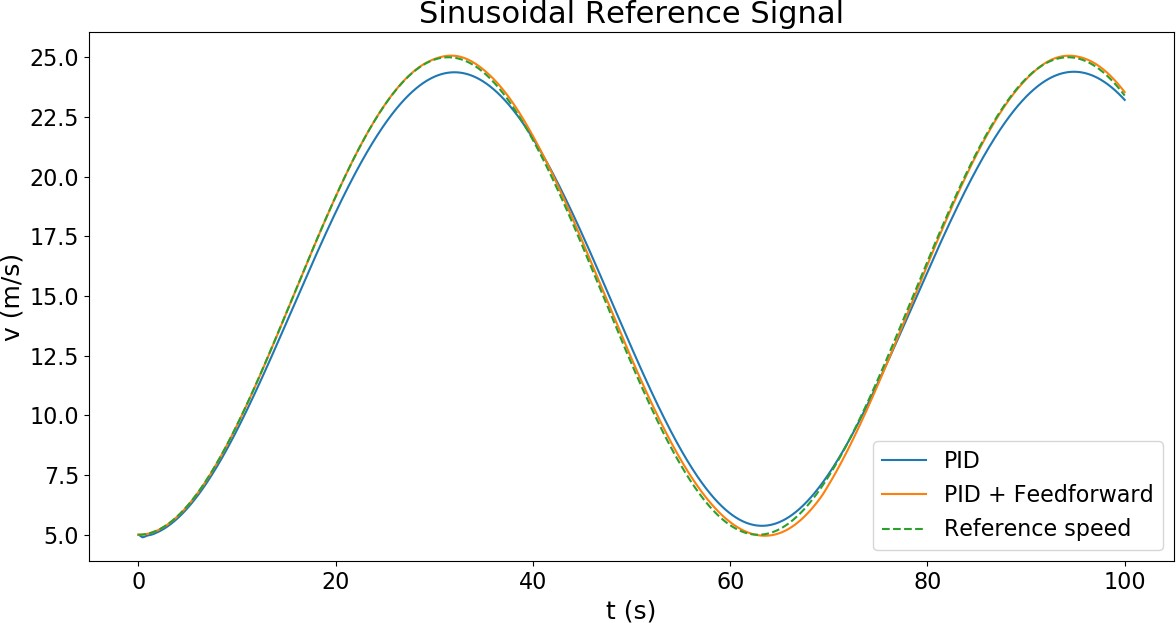 Sinusoidal Reference Signal
v (m/s)
25.0
22.5
20.0
17.5
15.0
12.5
10.0
7.5
5.0
PID
PID + Feedforward
Reference speed
0 20 40 60 80 100
t (s)